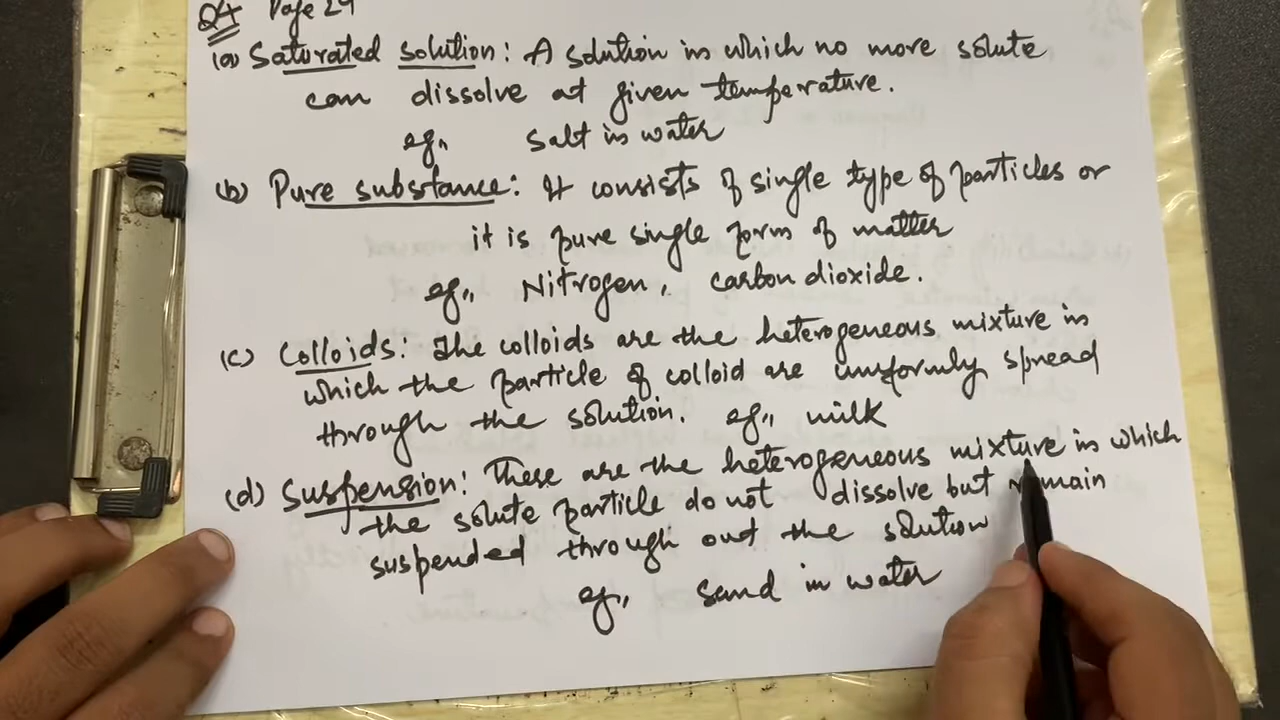 Q4 Page 24
(a) Saturated solution: A solution in which no more solute
can dissolve at given temperature.
eg,, salt in water
(b) Pure substance: It consists of single type of particles or
it is pure single form of matter
eg,, Nitrogen, carbon dioxide.
(c) Colloids: The colloids are the heterogeneous mixture in
which the particle of colloid are uniformly spread
through the solution. eg,, milk
(d) Suspension: These are the heterogeneous mixture in which
the solute particle do not dissolve but remain
suspended through out the solution
eg,, sand in water